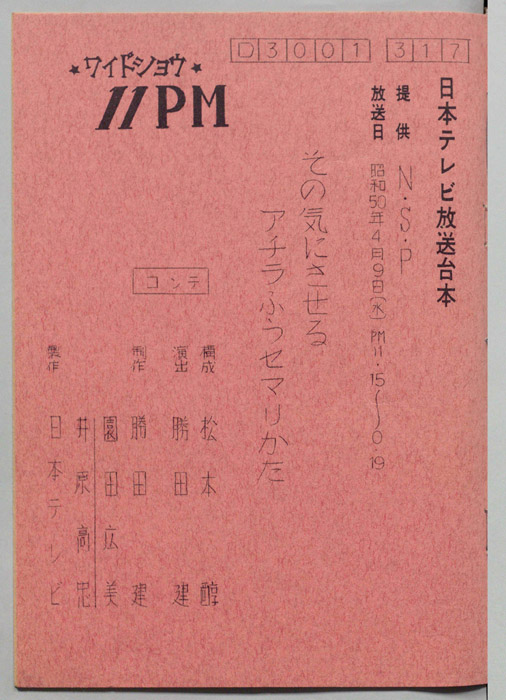 D3001 317
日本テレビ放送台本
提供 N・S・P
放送日 昭和50年4月9日(水) PM11・15〜0・19
★ワイドショウ★
11PM
その気にさせる
アチラふうセマリかた
コンテ
構成 松本 醇
演出 勝田 建
制作 勝田 建
園田 広美
井原 高忠
製作 日本テレビ